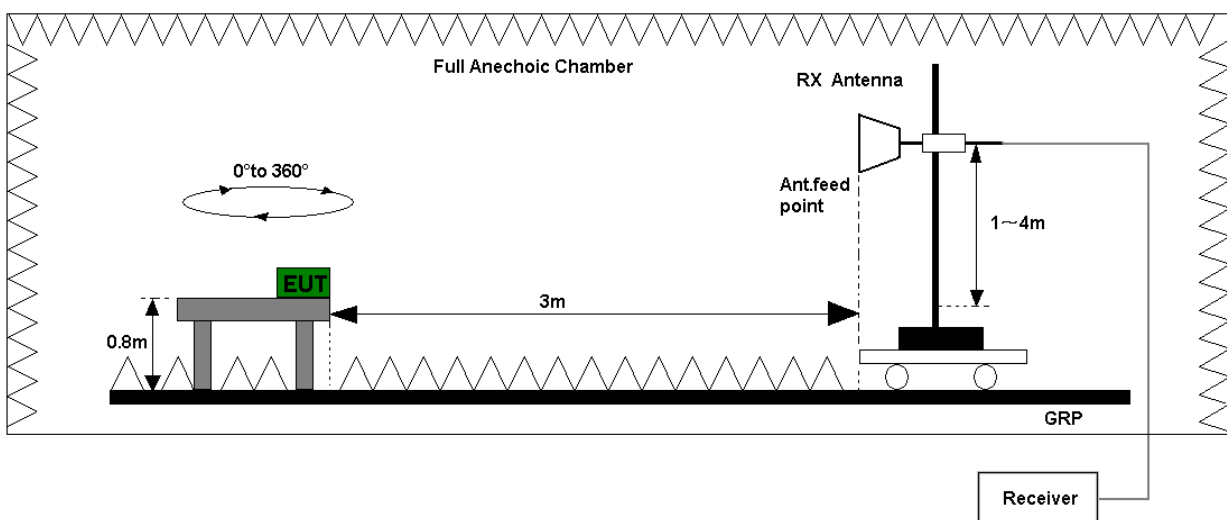 Full Anechoic Chamber
RX Antenna
0°to 360°
Ant.feed
point
1～4m
EUT
3m
0.8m
GRP
Receiver